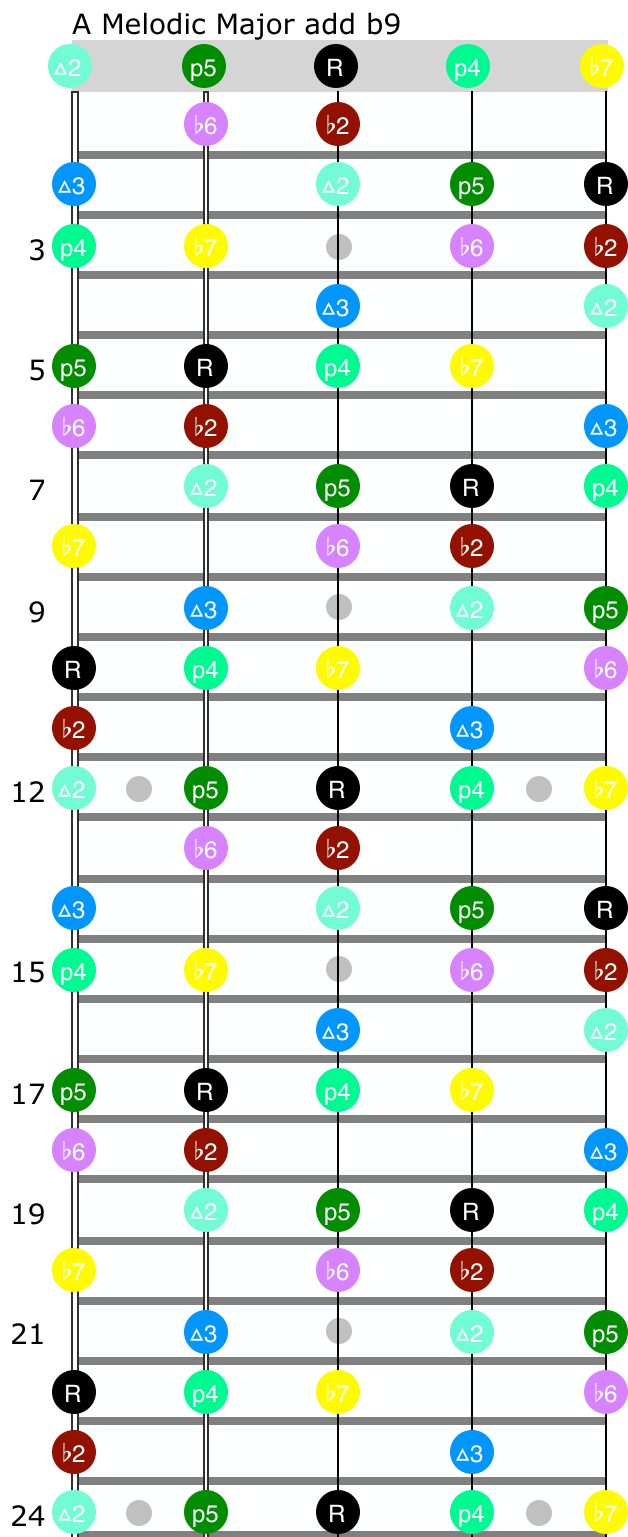 A Melodic Major add b9
△2 p5 R p4 ♭7
♭6 ♭2
△3 △2 p5 R
3 p4 ♭7 ♭6 ♭2
△3 △2
5 p5 R p4 ♭7
♭6 ♭2 △3
7 △2 p5 R p4
♭7 ♭6 ♭2
9 △3 △2 p5
R p4 ♭7 ♭6
♭2 △3
12 △2 p5 R p4 ♭7
♭6 ♭2
△3 △2 p5 R
15 p4 ♭7 ♭6 ♭2
△3 △2
17 p5 R p4 ♭7
♭6 ♭2 △3
19 △2 p5 R p4
♭7 ♭6 ♭2
21 △3 △2 p5
R p4 ♭7 ♭6
♭2 △3
24 △2 p5 R p4 ♭7